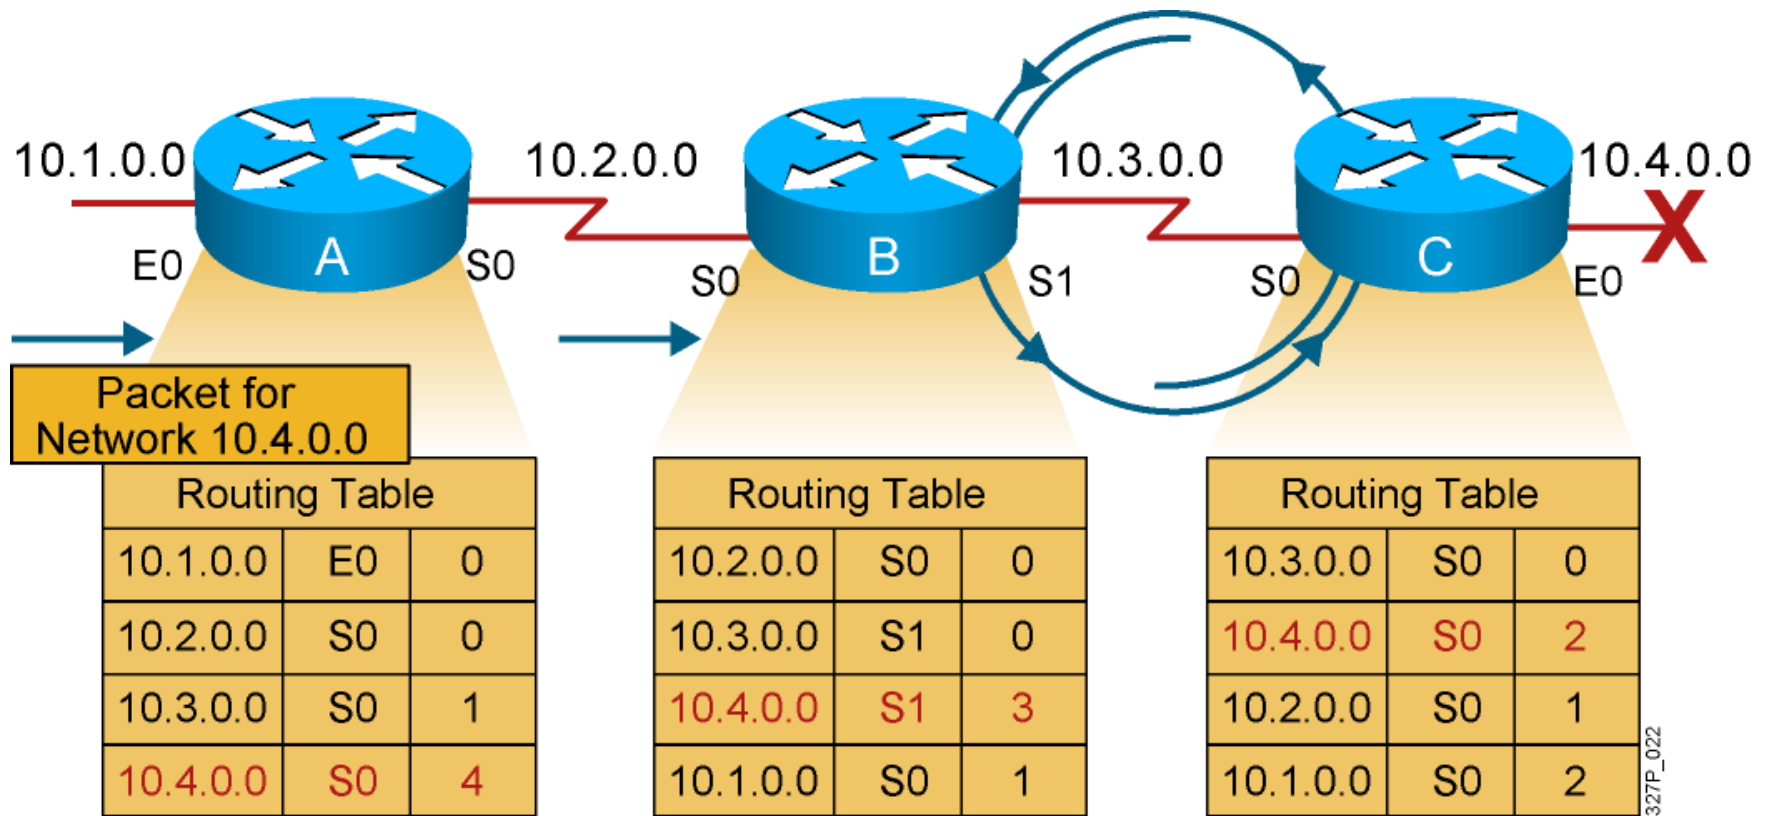 10.1.0.0
10.2.0.0
10.3.0.0
10.4.0.0
A
B
C
E0
S0
S0
S1
S0
E0
X
Packet for
Network 10.4.0.0
Routing Table
10.1.0.0 E0 0
10.2.0.0 S0 0
10.3.0.0 S0 1
10.4.0.0 S0 4
Routing Table
10.2.0.0 S0 0
10.3.0.0 S1 0
10.4.0.0 S1 3
10.1.0.0 S0 1
Routing Table
10.3.0.0 S0 0
10.4.0.0 S0 2
10.2.0.0 S0 1
10.1.0.0 S0 2
327P_022